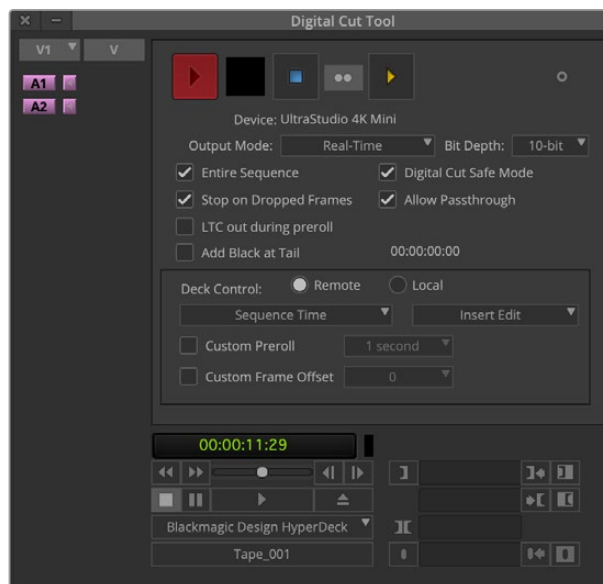 Digital Cut Tool
V1 V
A1
A2
Device: UltraStudio 4K Mini
Output Mode: Real-Time Bit Depth: 10-bit
Entire Sequence Digital Cut Safe Mode
Stop on Dropped Frames Allow Passthrough
LTC out during preroll
Add Black at Tail 00:00:00:00
Deck Control: Remote Local
Sequence Time Insert Edit
Custom Preroll 1 second
Custom Frame Offset 0
00:00:11:29
Blackmagic Design HyperDeck
Tape_001